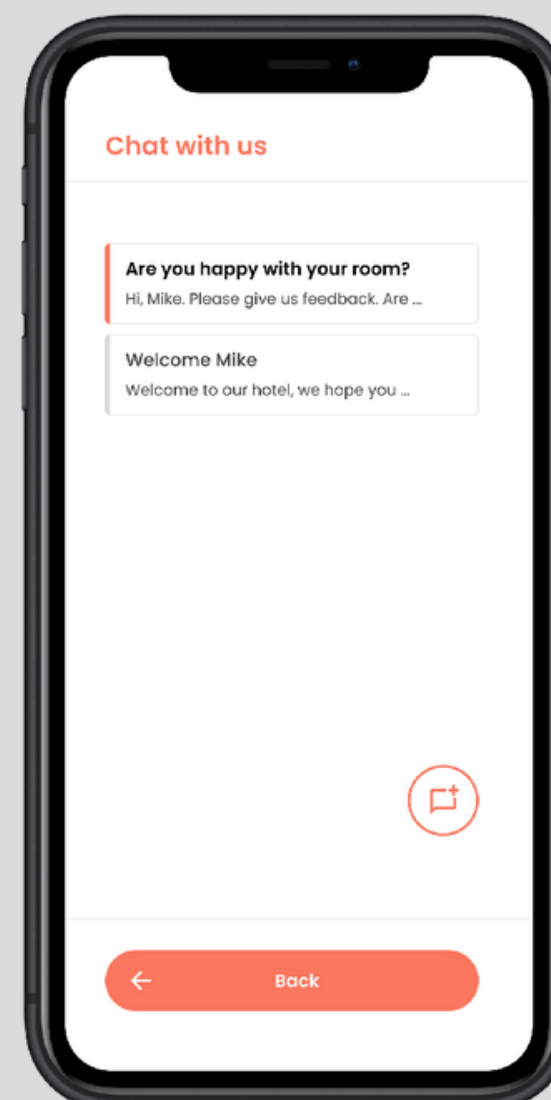 Chat with us
Are you happy with your room?
Hi, Mike. Please give us feedback. Are ...
Welcome Mike
Welcome to our hotel, we hope you ...
Back